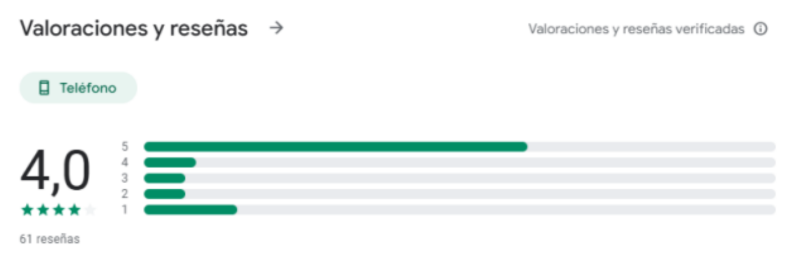 Valoraciones y reseñas
Valoraciones y reseñas verificadas
Teléfono
4,0
5
4
3
2
1
61 reseñas